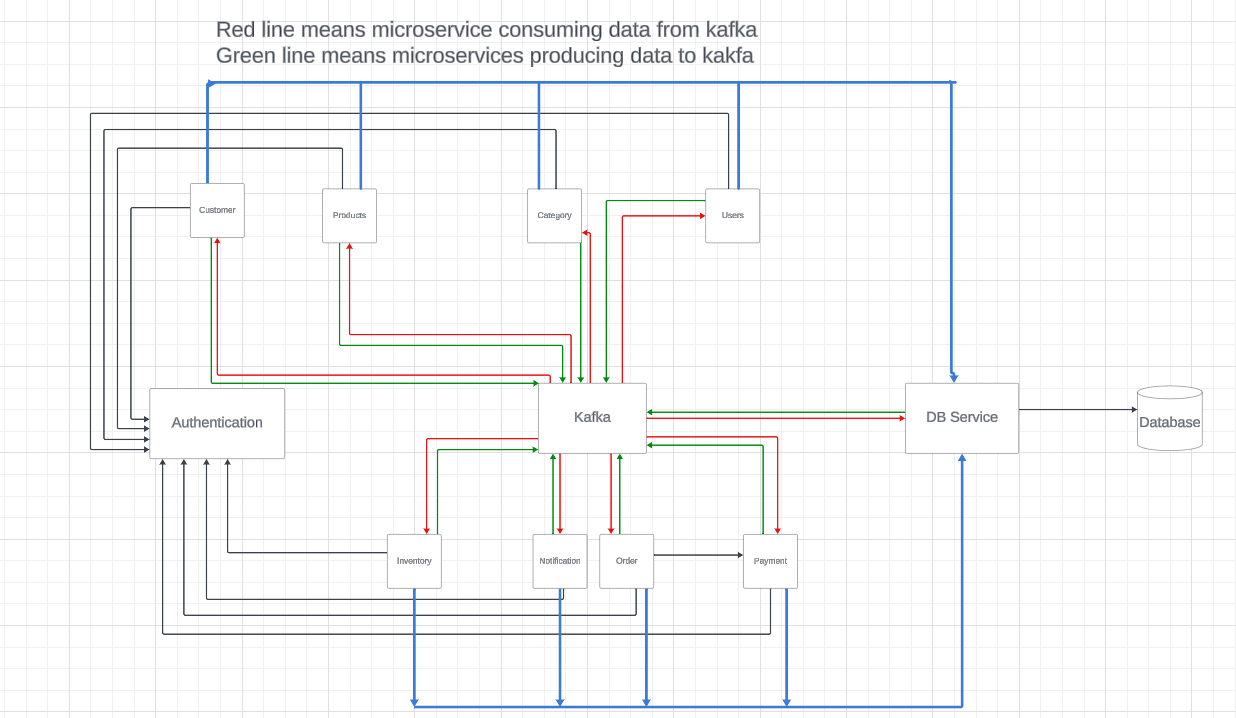 Red line means microservice consuming data from kafka
Green line means microservices producing data to kakfa
Customer
Products
Category
Users
Authentication
Kafka
DB Service
Database
Inventory
Notification
Order
Payment